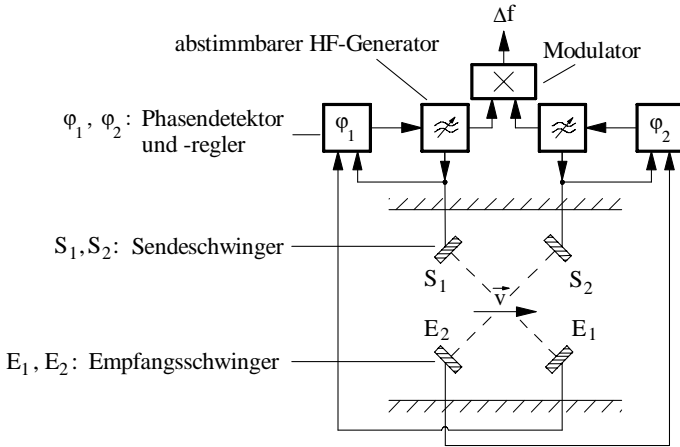 Δf
abstimmbarer HF-Generator
Modulator
φ1, φ2: Phasendetektor
und -regler
φ1
φ2
S1, S2: Sendeschwinger
S1
S2
v
E2
E1
E1, E2: Empfangsschwinger